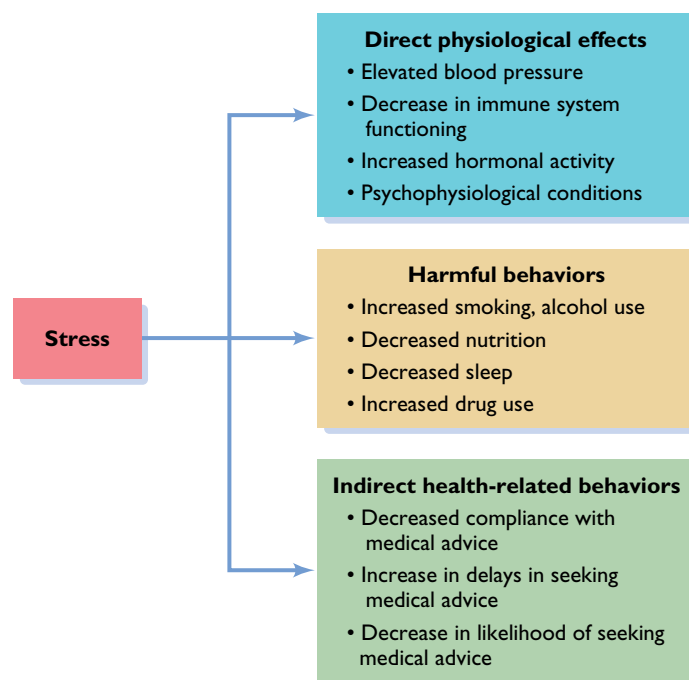 Direct physiological effects
• Elevated blood pressure
• Decrease in immune system
functioning
• Increased hormonal activity
• Psychophysiological conditions
Stress
Harmful behaviors
• Increased smoking, alcohol use
• Decreased nutrition
• Decreased sleep
• Increased drug use
Indirect health-related behaviors
• Decreased compliance with
medical advice
• Increase in delays in seeking
medical advice
• Decrease in likelihood of seeking
medical advice